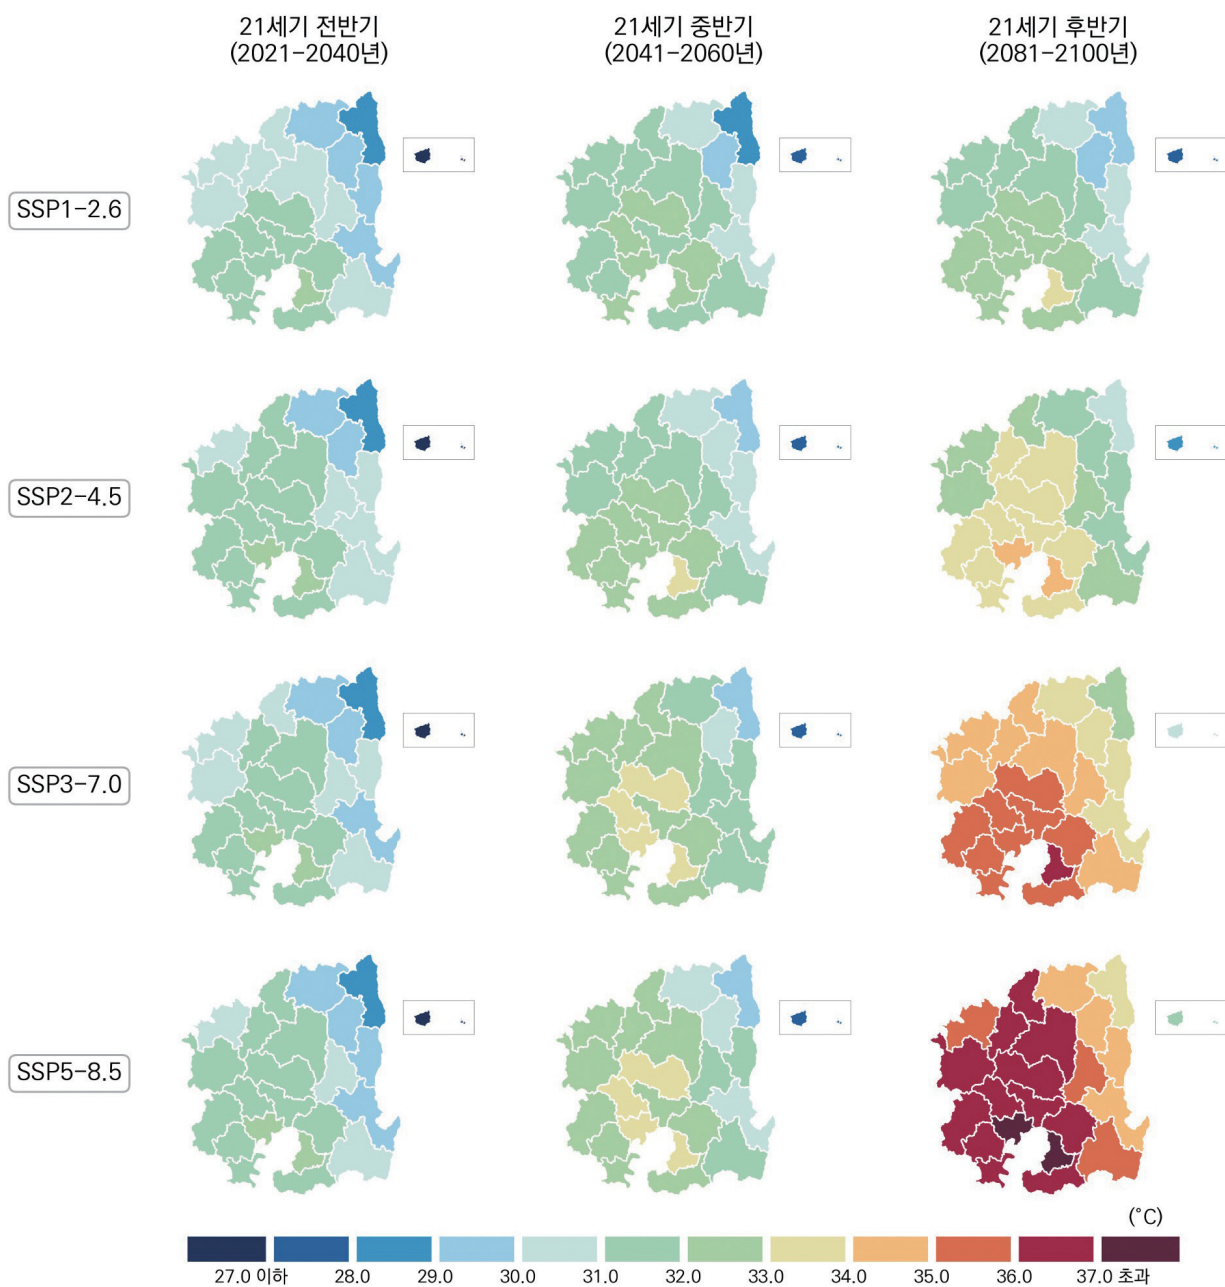 21세기 전반기
(2021-2040년)
21세기 중반기
(2041-2060년)
21세기 후반기
(2081-2100년)
SSP1-2.6
SSP2-4.5
SSP3-7.0
SSP5-8.5
(°C)
27.0 이하 28.0 29.0 30.0 31.0 32.0 33.0 34.0 35.0 36.0 37.0 초과